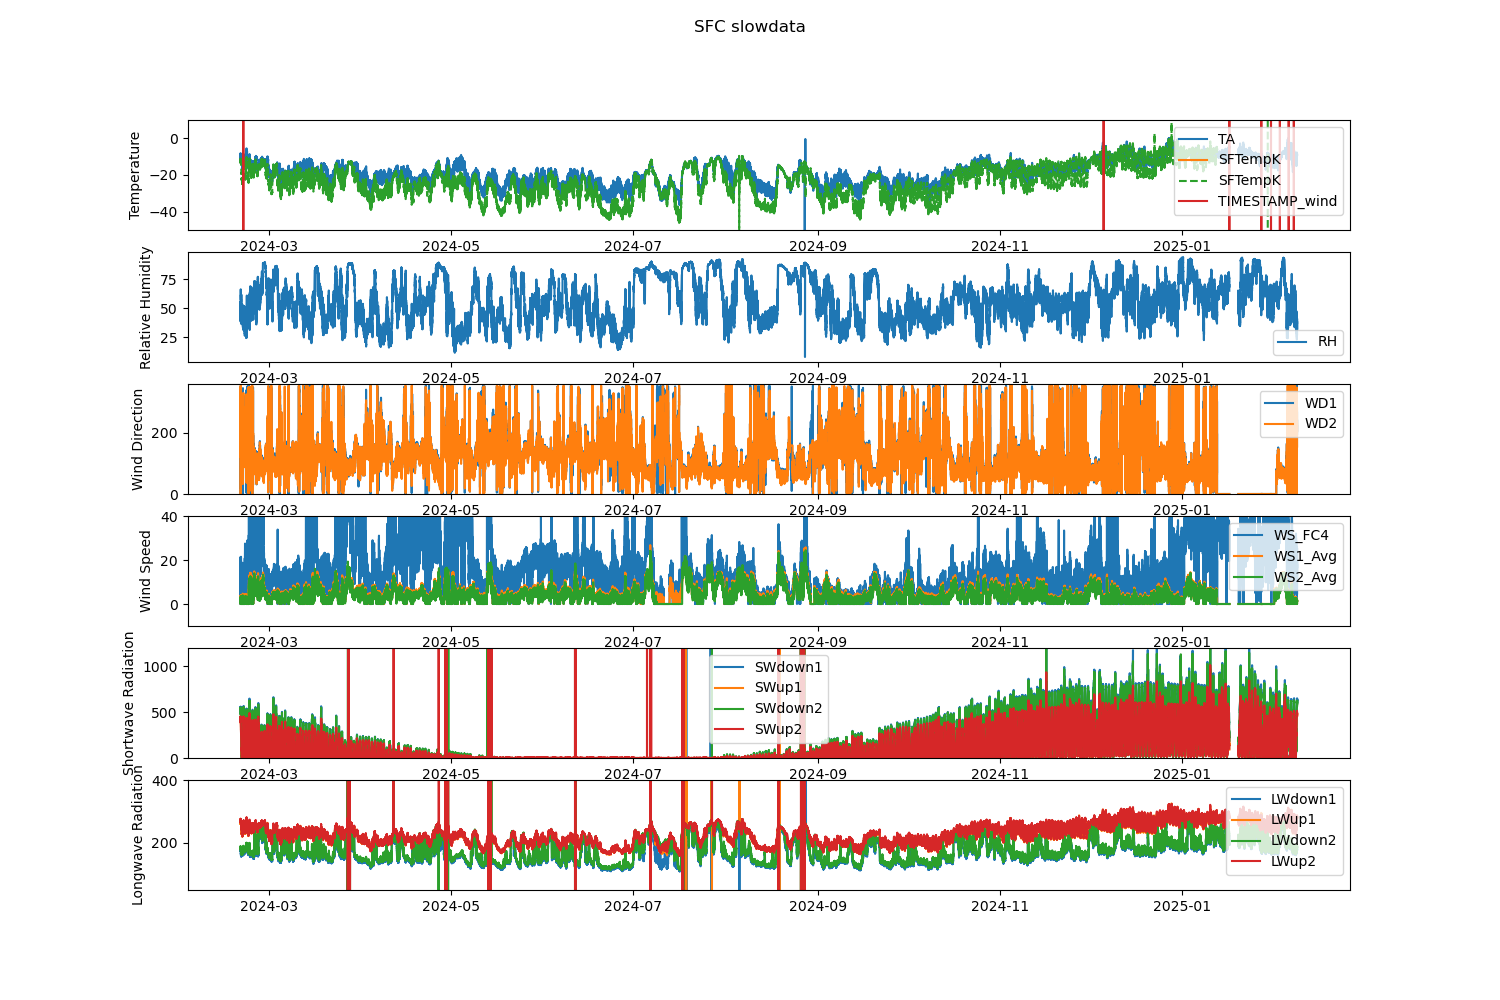 SFC slowdata
Temperature
0
−20
−40
TA
SFTempK
SFTempK
TIMESTAMP_wind
2024-03 2024-05 2024-07 2024-09 2024-11 2025-01
Relative Humidity
75
50
25
RH
2024-03 2024-05 2024-07 2024-09 2024-11 2025-01
Wind Direction
200
0
WD1
WD2
2024-03 2024-05 2024-07 2024-09 2024-11 2025-01
Wind Speed
40
20
0
WS_FC4
WS1_Avg
WS2_Avg
2024-03 2024-05 2024-07 2024-09 2024-11 2025-01
Shortwave Radiation
1000
500
0
SWdown1
SWup1
SWdown2
SWup2
2024-03 2024-05 2024-07 2024-09 2024-11 2025-01
Longwave Radiation
400
200
LWdown1
LWup1
LWdown2
LWup2
2024-03 2024-05 2024-07 2024-09 2024-11 2025-01